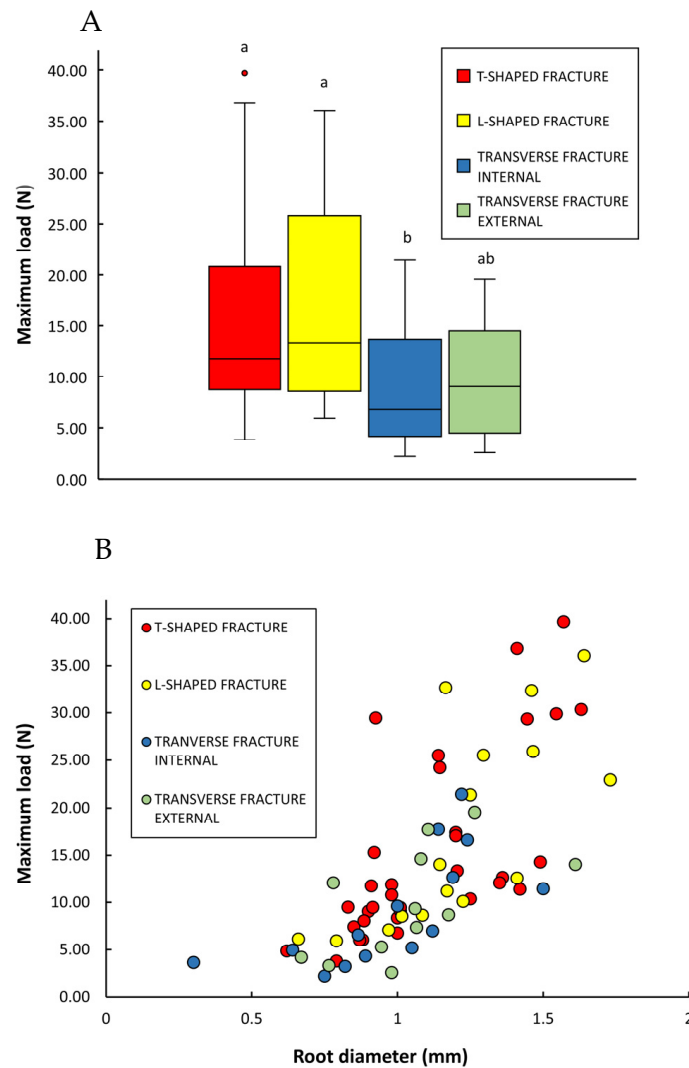 A
Maximum load (N)
40.00
35.00
30.00
25.00
20.00
15.00
10.00
5.00
0.00
a
a
b
ab
T-SHAPED FRACTURE
L-SHAPED FRACTURE
TRANSVERSE FRACTURE
INTERNAL
TRANSVERSE FRACTURE
EXTERNAL
B
0
0.5
1
1.5
2
Maximum load (N)
40.00
35.00
30.00
25.00
20.00
15.00
10.00
5.00
0.00
T-SHAPED FRACTURE
L-SHAPED FRACTURE
TRANVERSE FRACTURE
INTERNAL
TRANSVERSE FRACTURE
EXTERNAL
Root diameter (mm)